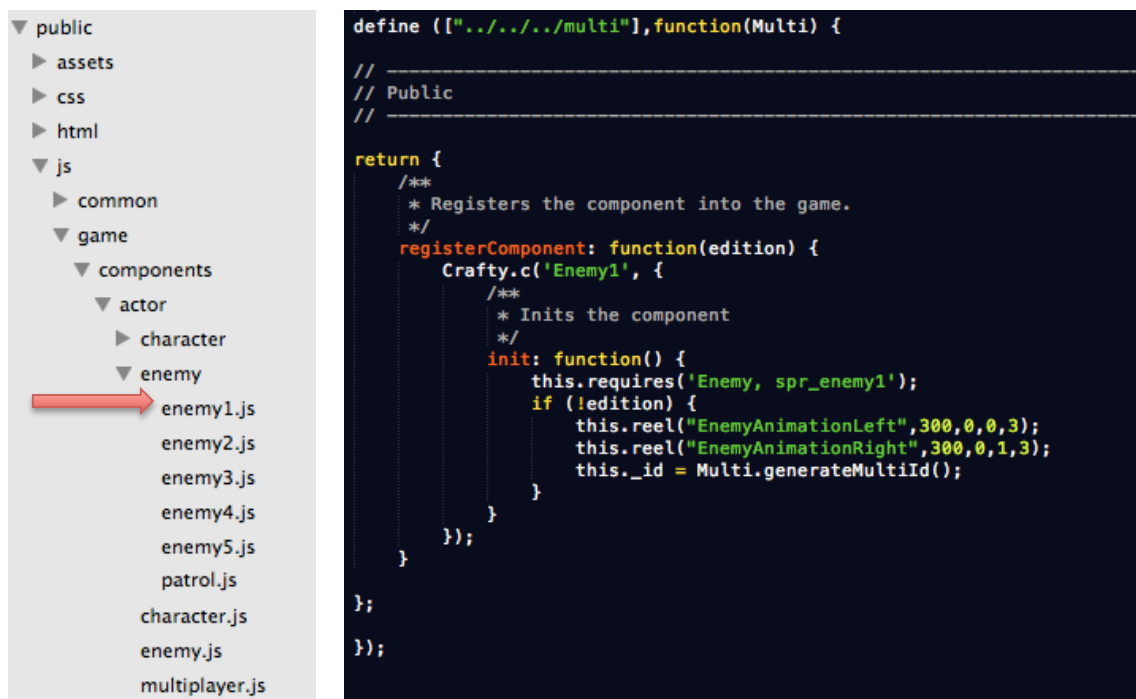 public
assets
css
html
js
common
game
components
actor
character
enemy
enemy1.js
enemy2.js
enemy3.js
enemy4.js
enemy5.js
patrol.js
character.js
enemy.js
multiplayer.js
define (["../../../multi"],function(Multi) {
// ------------------------------------------------------------------
// Public
// ------------------------------------------------------------------
return {
/**
* Registers the component into the game.
*/
registerComponent: function(edition) {
Crafty.c('Enemy1', {
/**
* Inits the component
*/
init: function() {
this.requires('Enemy, spr_enemy1');
if (!edition) {
this.reel("EnemyAnimationLeft",300,0,0,3);
this.reel("EnemyAnimationRight",300,0,1,3);
this._id = Multi.generateMultiId();
}
}
});
}
};
});